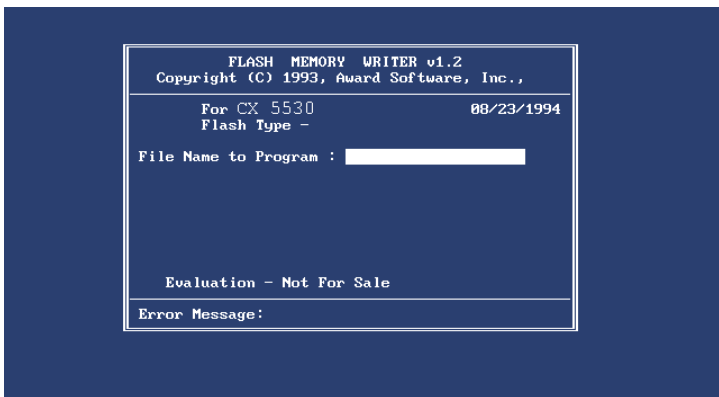 FLASH MEMORY WRITER v1.2
Copyright (C) 1993, Award Software, Inc.,
For CX 5530 08/23/1994
Flash Type -
File Name to Program :
Evaluation - Not For Sale
Error Message: